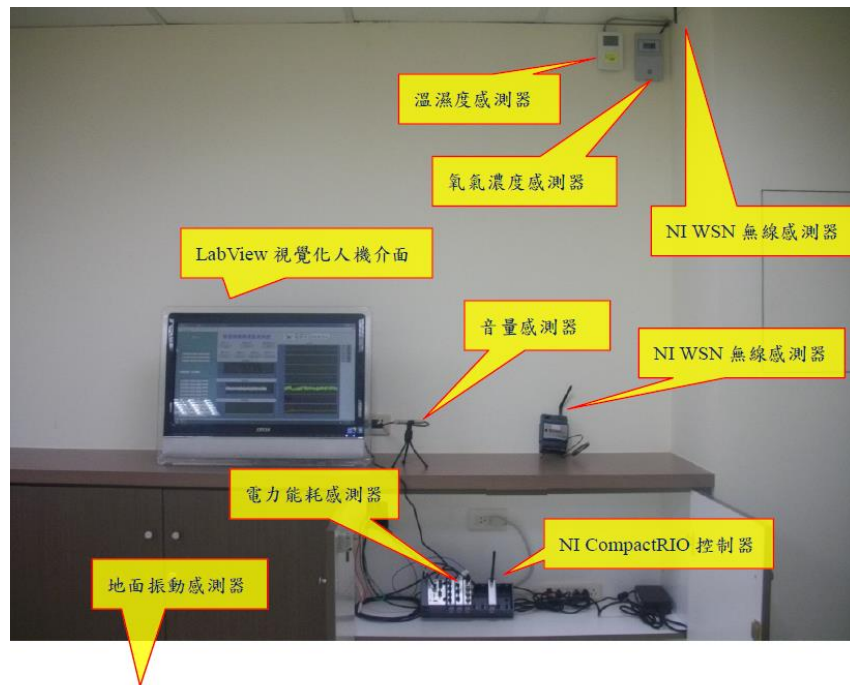 溫濕度感測器
氧氣濃度感測器
NI WSN 無線感測器
LabView 視覺化人機介面
音量感測器
NI WSN 無線感測器
電力能耗感測器
NI CompactRIO 控制器
地面振動感測器